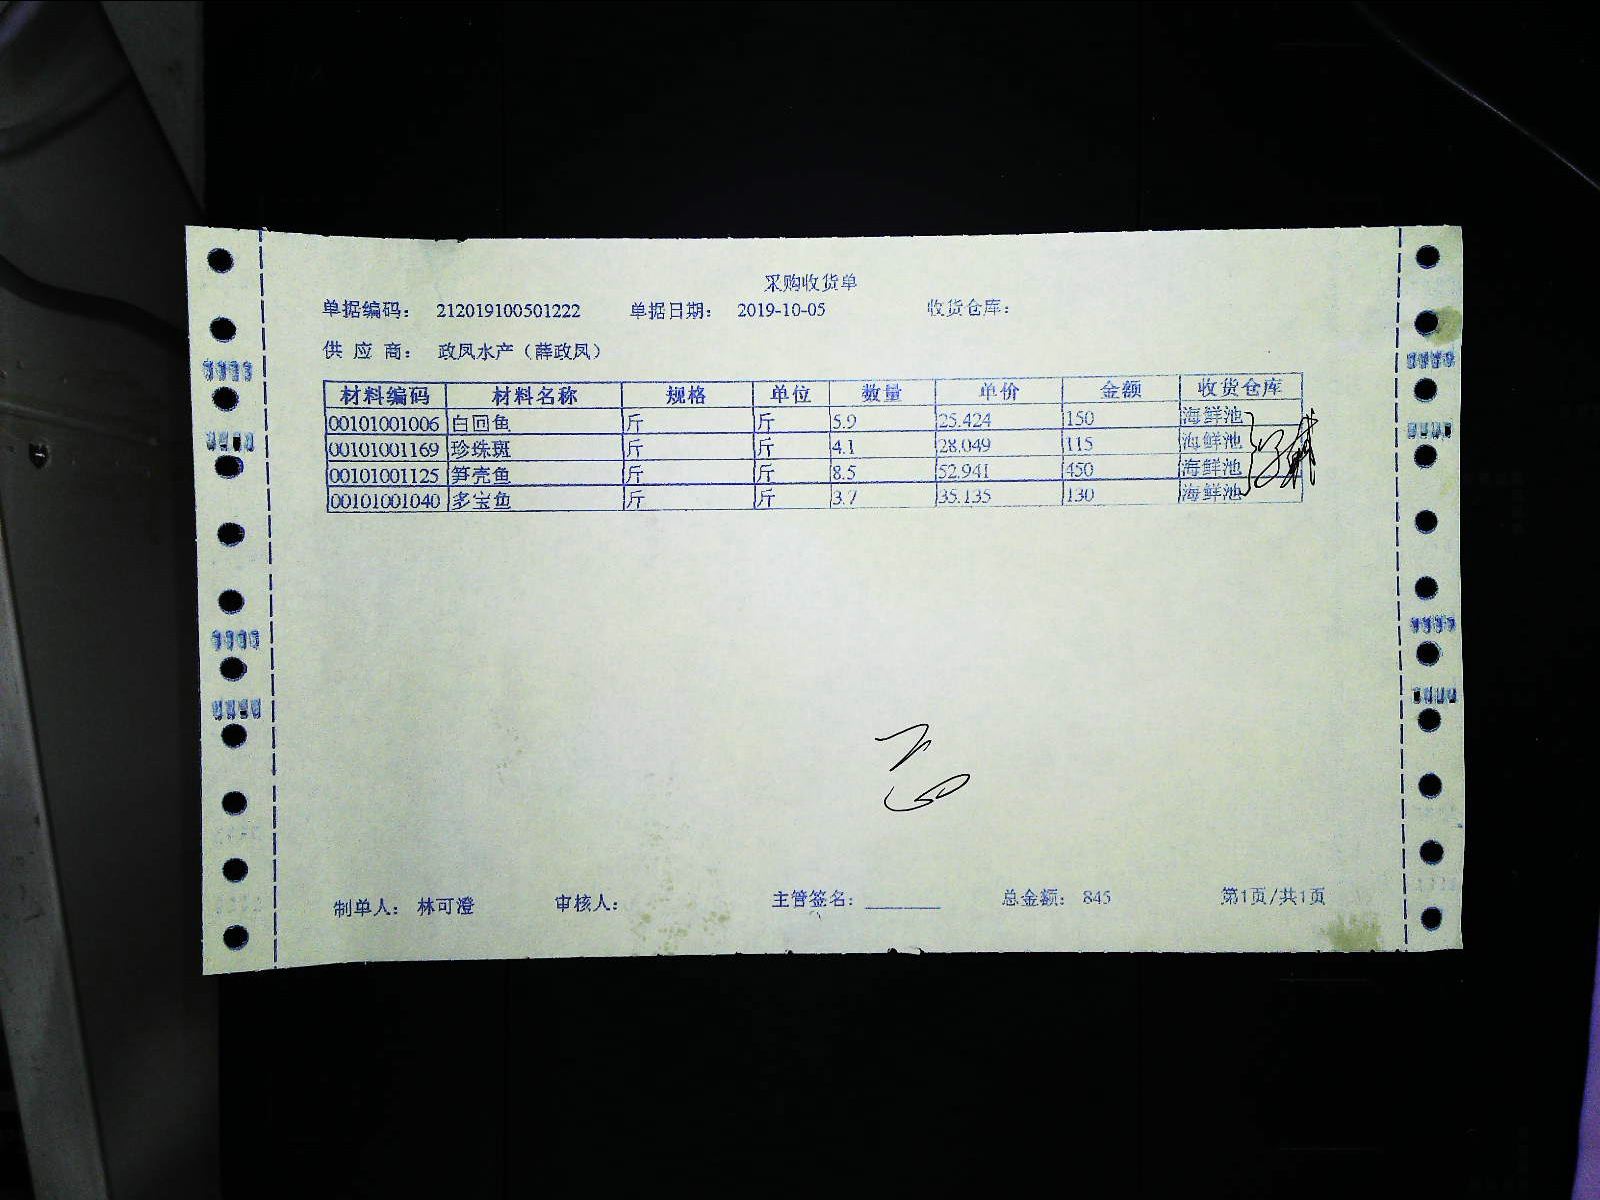 采购收货单
单据编码： 212019100501222 单据日期： 2019-10-05 收货仓库：
供 应 商： 政凤水产（薛政凤）
材料编码 材料名称 规格 单位 数量 单价 金额 收货仓库
00101001006 白回鱼 斤 斤 5.9 25.424 150 海鲜池
00101001169 珍珠斑 斤 斤 4.1 28.049 115 海鲜池
00101001125 笋壳鱼 斤 斤 8.5 52.941 450 海鲜池
00101001040 多宝鱼 斤 斤 3.7 35.135 130 海鲜池
制单人： 林可澄 审核人： 主管签名： 总金额： 845 第1页/共1页